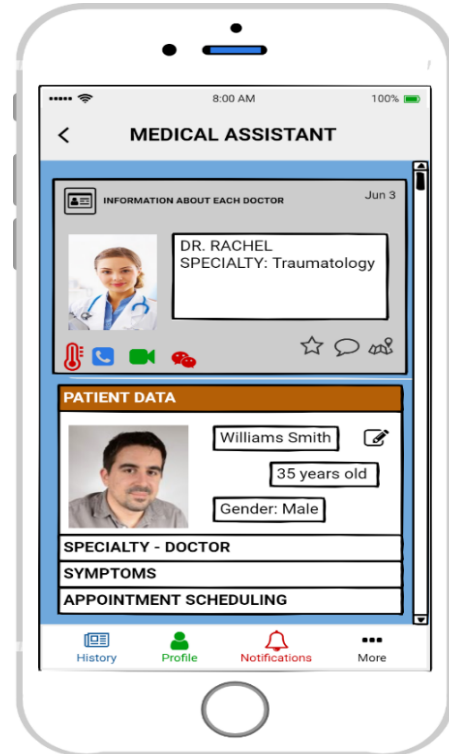 8:00 AM
100%
MEDICAL ASSISTANT
INFORMATION ABOUT EACH DOCTOR
Jun 3
DR. RACHEL
SPECIALTY: Traumatology
PATIENT DATA
Williams Smith
35 years old
Gender: Male
SPECIALTY - DOCTOR
SYMPTOMS
APPOINTMENT SCHEDULING
History
Profile
Notifications
More